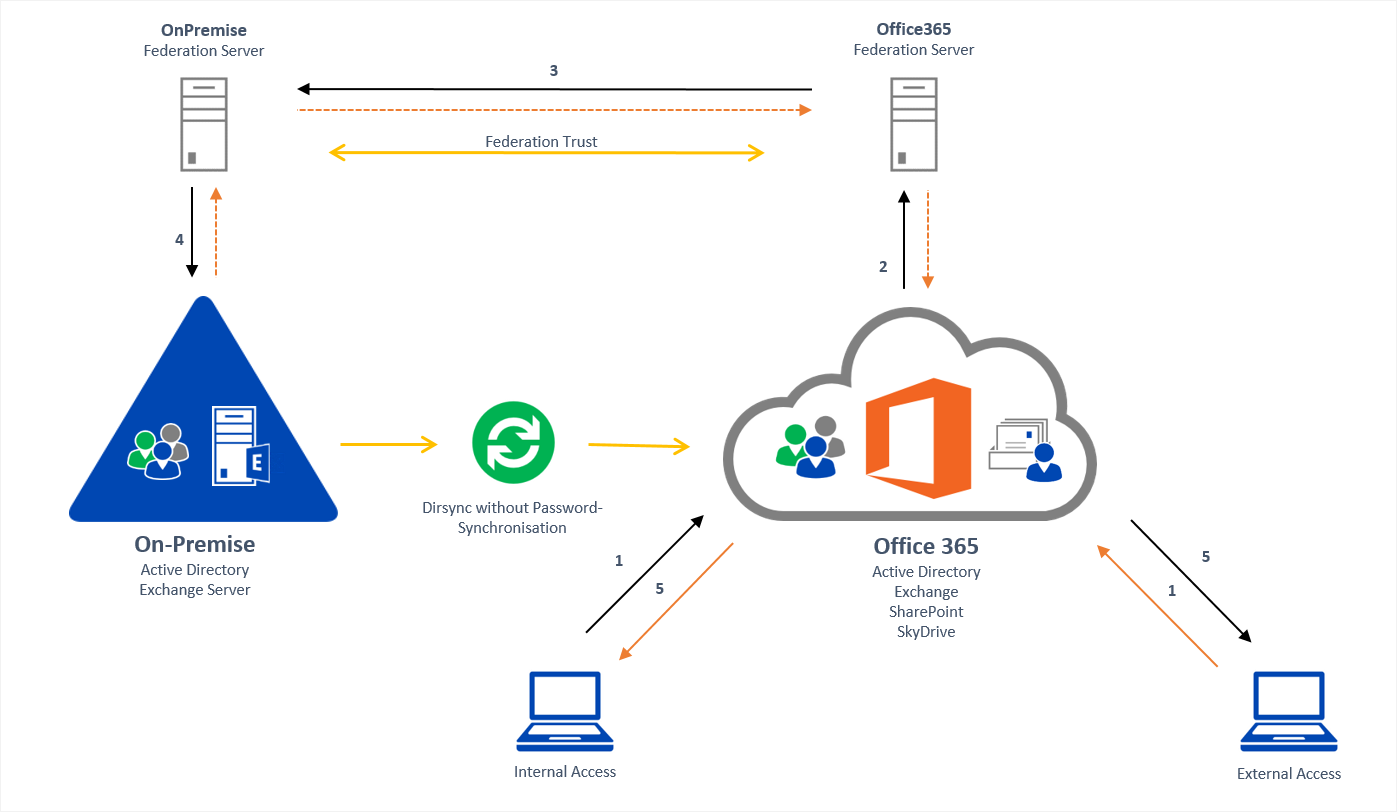 OnPremise
Federation Server
Office365
Federation Server
3
Federation Trust
4
2
E
Dirsync without Password-
Synchronisation
On-Premise
Active Directory
Exchange Server
Office 365
Active Directory
Exchange
SharePoint
SkyDrive
1
5
5
1
Internal Access
External Access